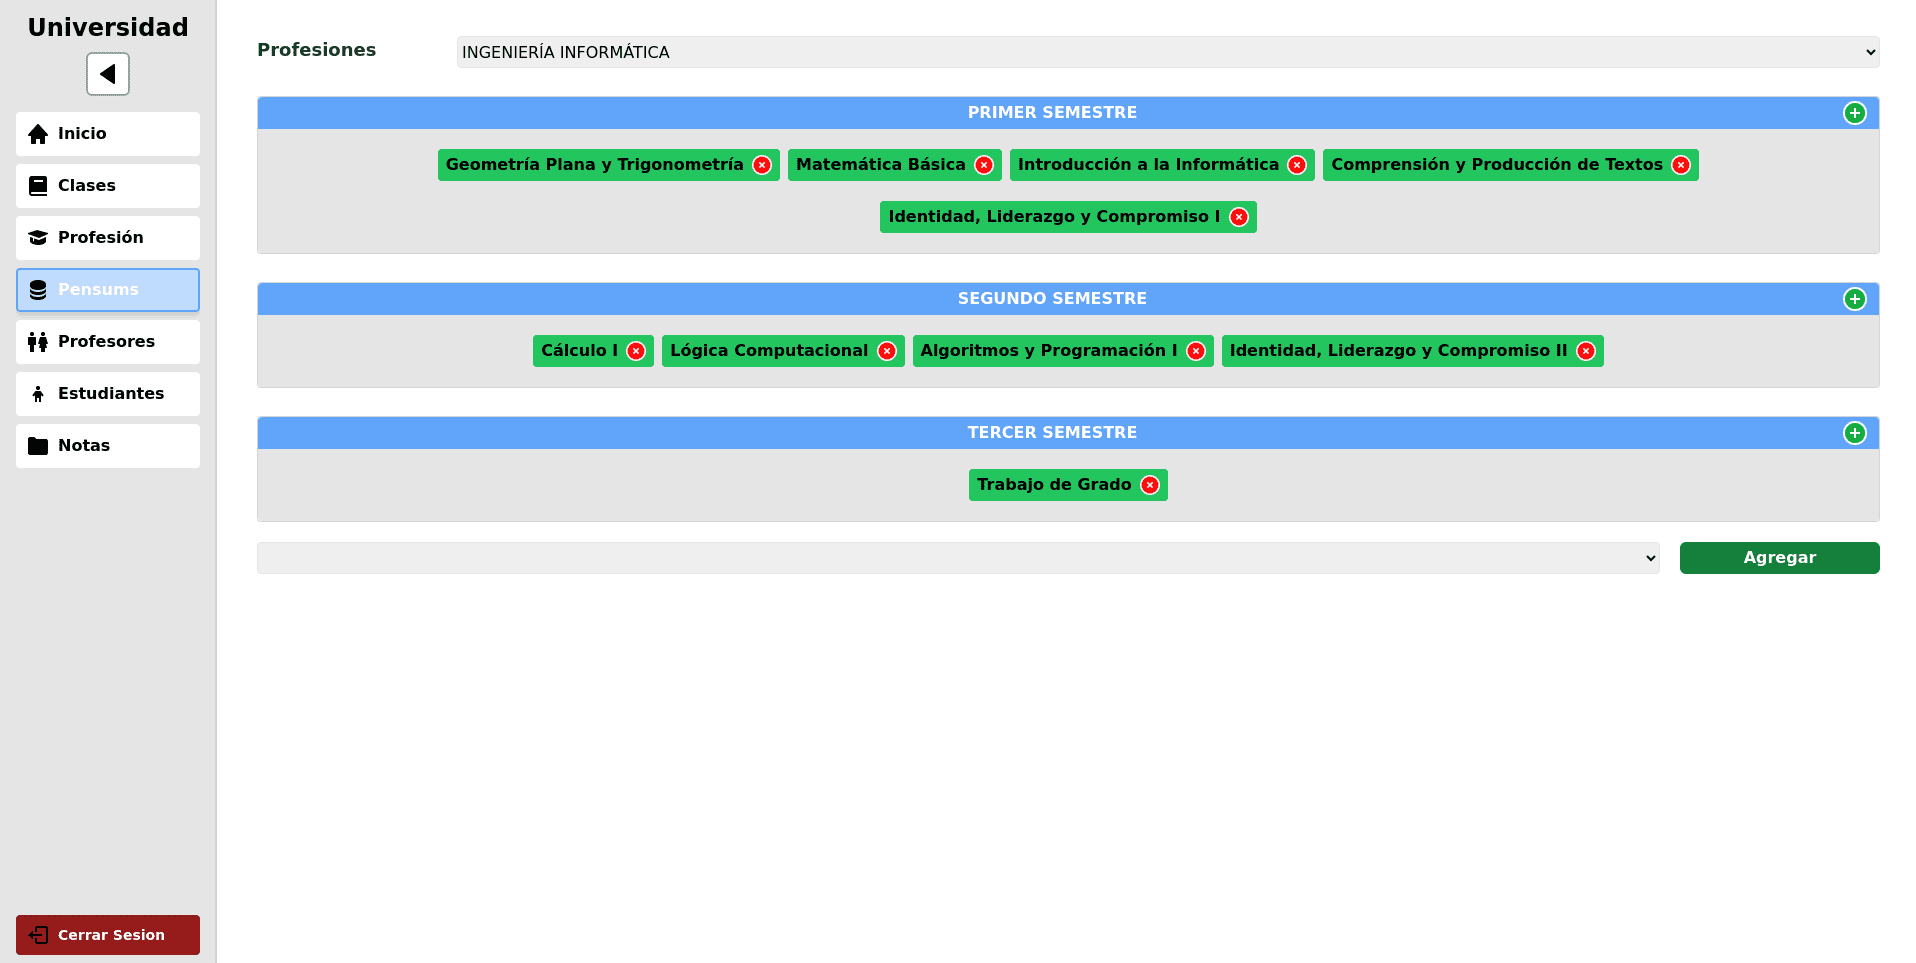 Universidad
Inicio
Clases
Profesión
Pensums
Profesores
Estudiantes
Notas
Cerrar Sesion
Profesiones
INGENIERÍA INFORMÁTICA
PRIMER SEMESTRE
Geometría Plana y Trigonometría
Matemática Básica
Introducción a la Informática
Comprensión y Producción de Textos
Identidad, Liderazgo y Compromiso I
SEGUNDO SEMESTRE
Cálculo I
Lógica Computacional
Algoritmos y Programación I
Identidad, Liderazgo y Compromiso II
TERCER SEMESTRE
Trabajo de Grado
Agregar